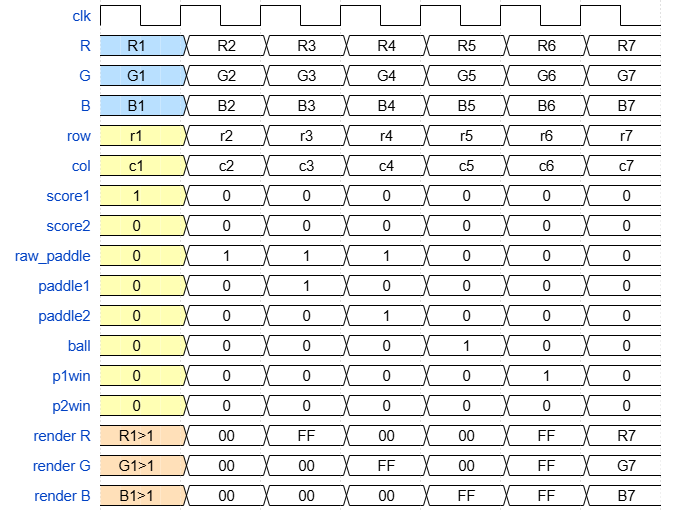 clk
R R1 R2 R3 R4 R5 R6 R7
G G1 G2 G3 G4 G5 G6 G7
B B1 B2 B3 B4 B5 B6 B7
row r1 r2 r3 r4 r5 r6 r7
col c1 c2 c3 c4 c5 c6 c7
score1 1 0 0 0 0 0 0
score2 0 0 0 0 0 0 0
raw_paddle 0 1 1 1 0 0 0
paddle1 0 0 1 0 0 0 0
paddle2 0 0 0 1 0 0 0
ball 0 0 0 0 1 0 0
p1win 0 0 0 0 0 1 0
p2win 0 0 0 0 0 0 0
render R R1>1 00 FF 00 00 FF R7
render G G1>1 00 00 FF 00 FF G7
render B B1>1 00 00 00 FF FF B7